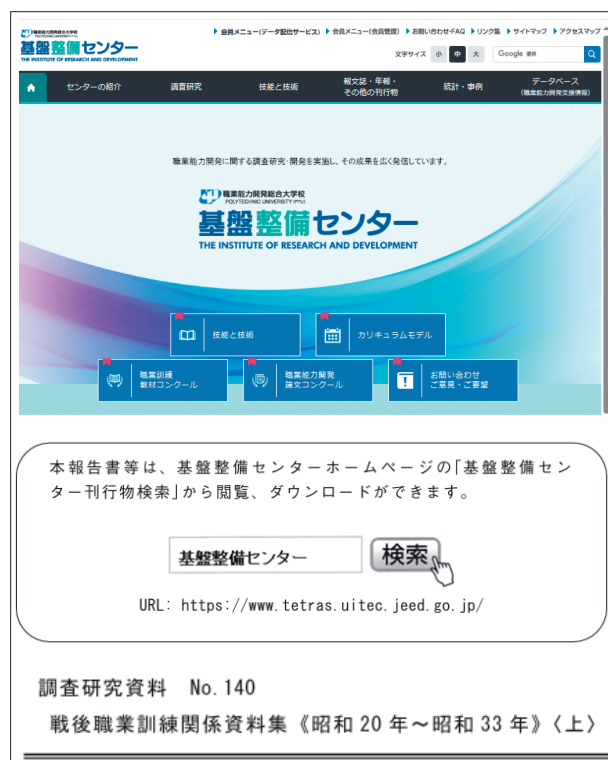 職業能力開発総合大学校
基盤整備センター
THE INSTITUTE OF RESEARCH AND DEVELOPMENT
会員メニュー(データ配信サービス) 会員メニュー(会員管理) お問い合わせ・FAQ リンク集 サイトマップ アクセスマップ
文字サイズ 小 中 大 Google 提供
センターの紹介 調査研究 技能と技術 報文誌・年報・
その他の刊行物 統計・事例 データベース
(職業能力開発支援情報)
職業能力開発に関する調査研究・開発を実施し、その成果を広く発信しています。
職業能力開発総合大学校
POLYTECHNIC UNIVERSITY (PTU)
基盤整備センター
THE INSTITUTE OF RESEARCH AND DEVELOPMENT
技能と技術 カリキュラムモデル
職業訓練
教材コンクール
職業能力開発
論文コンクール
お問い合わせ
ご意見・ご要望
本報告書等は、基盤整備センターホームページの「基盤整備セン
ター刊行物検索」から閲覧、ダウンロードができます。
基盤整備センター 検索
URL: https://www.tetras.uitec.jeed.go.jp/
調査研究資料 No.140
戦後職業訓練関係資料集《昭和20年~昭和33年》〈上〉